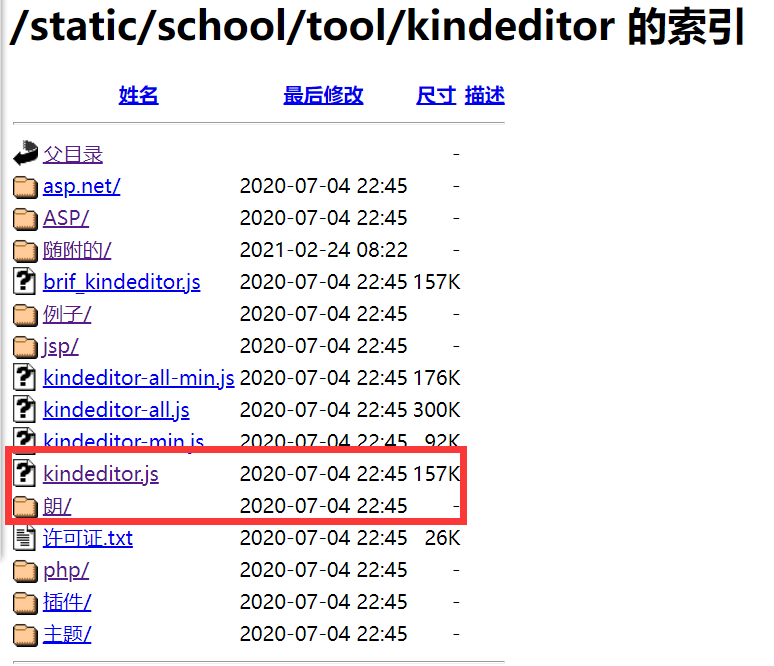 /static/school/tool/kindeditor 的索引
姓名 最后修改 尺寸 描述
父目录 -
asp.net/ 2020-07-04 22:45 -
ASP/ 2020-07-04 22:45 -
随附的/ 2021-02-24 08:22 -
brif_kindeditor.js 2020-07-04 22:45 157K
例子/ 2020-07-04 22:45 -
jsp/ 2020-07-04 22:45 -
kindeditor-all-min.js 2020-07-04 22:45 176K
kindeditor-all.js 2020-07-04 22:45 300K
kindeditor-min.js 2020-07-04 22:45 92K
kindeditor.js 2020-07-04 22:45 157K
朗/ 2020-07-04 22:45 -
许可证.txt 2020-07-04 22:45 26K
php/ 2020-07-04 22:45 -
插件/ 2020-07-04 22:45 -
主题/ 2020-07-04 22:45 -